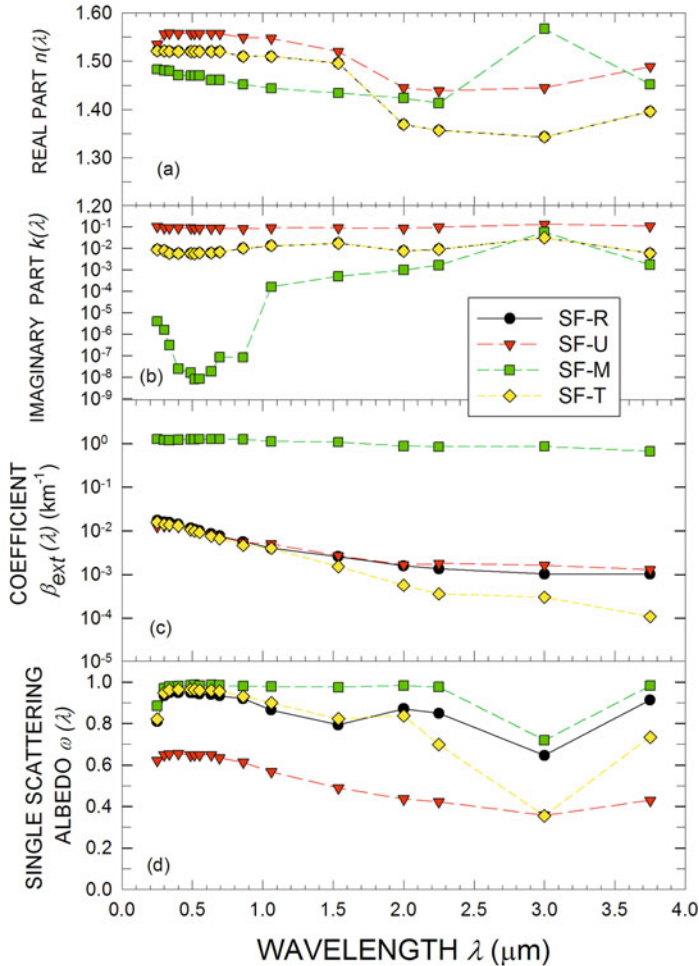 REAL PART n(λ)
1.60
1.50
1.40
1.30
(a)
IMAGINARY PART k(λ)
1.20
10⁻¹
10⁻²
10⁻³
10⁻⁴
10⁻⁵
10⁻⁶
10⁻⁷
10⁻⁸
10⁻⁹
(b)
SF-R
SF-U
SF-M
SF-T
COEFFICIENT
βext (λ) (km⁻¹)
10⁰
10⁻¹
10⁻²
10⁻³
10⁻⁴
10⁻⁵
(c)
SINGLE SCATTERING
ALBEDO ω(λ)
1.0
0.8
0.6
0.4
0.2
0.0
(d)
0.0 0.5 1.0 1.5 2.0 2.5 3.0 3.5 4.0
WAVELENGTH λ (μm)